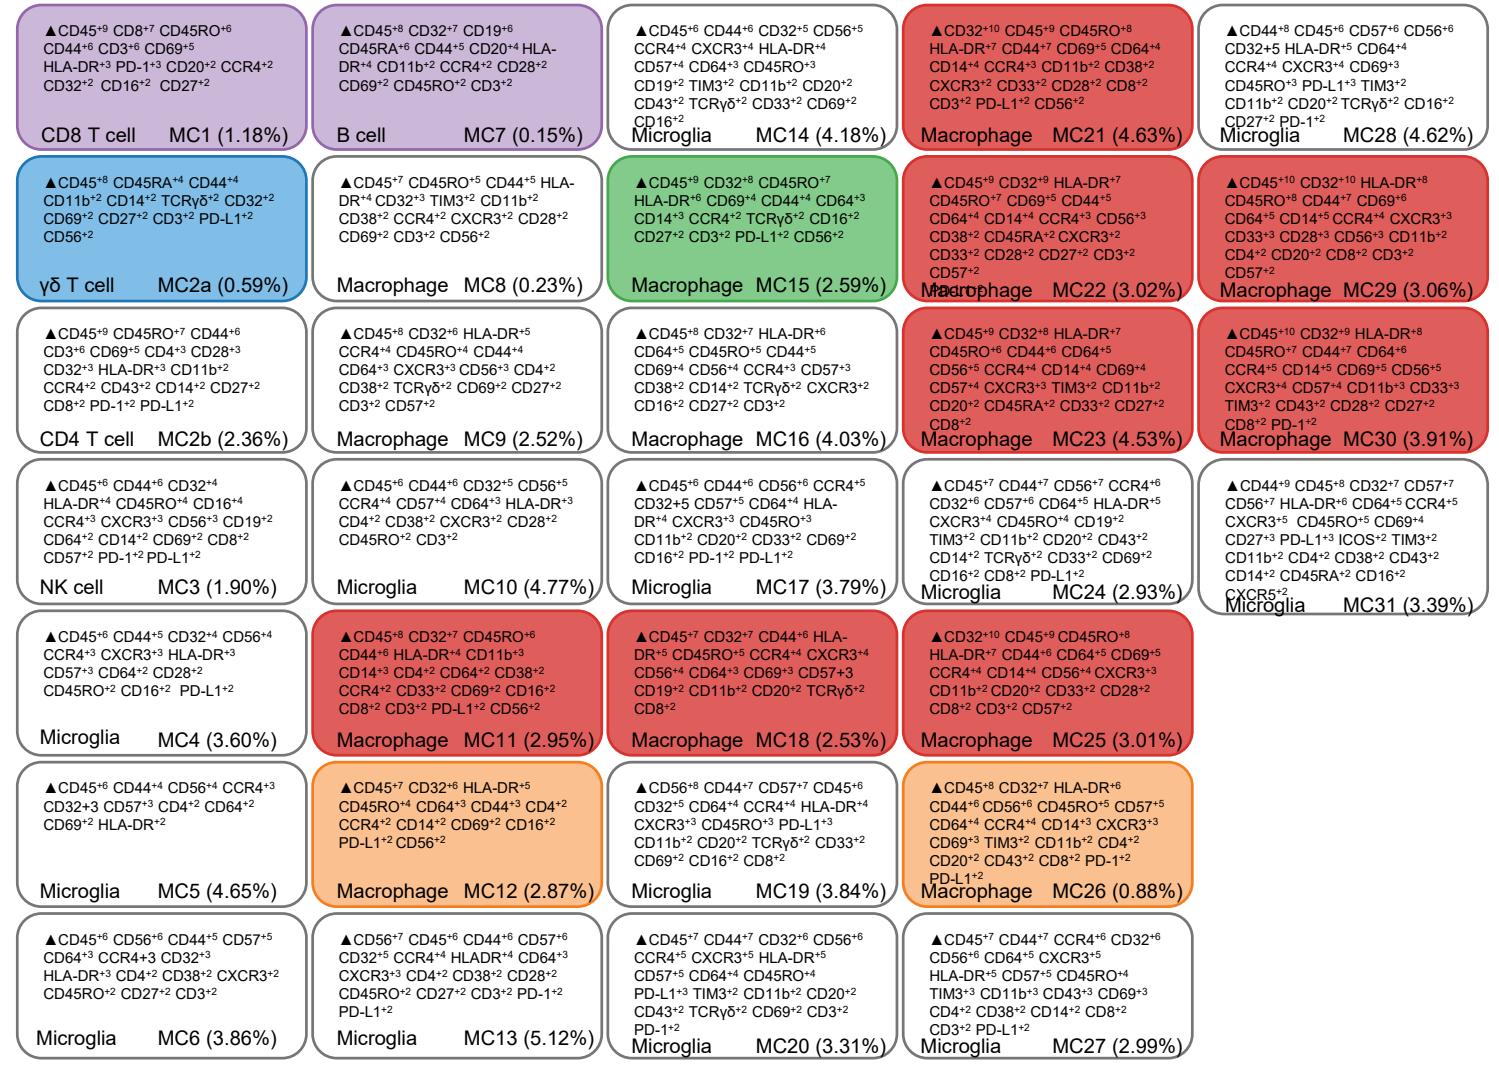 ▲CD45+9 CD8+7 CD45RO+6
CD44+6 CD3+6 CD69+5
HLA-DR+3 PD-1+3 CD20+2 CCR4+2
CD32+2 CD16+2 CD27+2
CD8 T cell MC1 (1.18%)
▲CD45+8 CD45RA+4 CD44+4
CD11b+2 CD14+2 TCRγδ+2 CD32+2
CD69+2 CD27+2 CD3+2 PD-L1+2
CD56+2
γδ T cell MC2a (0.59%)
▲CD45+9 CD45RO+7 CD44+6
CD3+6 CD69+5 CD4+3 CD28+3
CD32+3 HLA-DR+3 CD11b+2
CCR4+2 CD43+2 CD14+2 CD27+2
CD8+2 PD-1+2 PD-L1+2
CD4 T cell MC2b (2.36%)
▲CD45+6 CD44+6 CD32+4
HLA-DR+4 CD45RO+4 CD16+4
CCR4+3 CXCR3+3 CD56+3 CD19+2
CD64+2 CD14+2 CD69+2 CD8+2
CD57+2 PD-1+2 PD-L1+2
NK cell MC3 (1.90%)
▲CD45+6 CD44+5 CD32+4 CD56+4
CCR4+3 CXCR3+3 HLA-DR+3
CD57+3 CD64+2 CD28+2
CD45RO+2 CD16+2 PD-L1+2
Microglia MC4 (3.60%)
▲CD45+6 CD44+4 CD56+4 CCR4+3
CD32+3 CD57+3 CD4+2 CD64+2
CD69+2 HLA-DR+2
Microglia MC5 (4.65%)
▲CD45+6 CD56+6 CD44+5 CD57+5
CD64+3 CCR4+3 CD32+3
HLA-DR+3 CD4+2 CD38+2 CXCR3+2
CD45RO+2 CD27+2 CD3+2
Microglia MC6 (3.86%)
▲CD45+8 CD32+7 CD19+6
CD45RA+6 CD44+5 CD20+4 HLA-
DR+4 CD11b+2 CCR4+2 CD28+2
CD69+2 CD45RO+2 CD3+2
B cell MC7 (0.15%)
▲CD45+7 CD45RO+5 CD44+5 HLA-
DR+4 CD32+3 TIM3+2 CD11b+2
CD38+2 CCR4+2 CXCR3+2 CD28+2
CD69+2 CD3+2 CD56+2
Macrophage MC8 (0.23%)
▲CD45+8 CD32+6 HLA-DR+5
CCR4+4 CD45RO+4 CD44+4
CD64+3 CXCR3+3 CD56+3 CD4+2
CD38+2 TCRγδ+2 CD69+2 CD27+2
CD3+2 CD57+2
Macrophage MC9 (2.52%)
▲CD45+6 CD44+6 CD32+5 CD56+5
CCR4+4 CD57+4 CD64+3 HLA-DR+3
CD4+2 CD38+2 CXCR3+2 CD28+2
CD45RO+2 CD3+2
Microglia MC10 (4.77%)
▲CD45+8 CD32+7 CD45RO+6
CD44+6 HLA-DR+4 CD11b+3
CD14+3 CD4+2 CD64+2 CD38+2
CCR4+2 CD33+2 CD69+2 CD16+2
CD8+2 CD3+2 PD-L1+2 CD56+2
Macrophage MC11 (2.95%)
▲CD45+7 CD32+6 HLA-DR+5
CD45RO+4 CD64+3 CD44+3 CD4+2
CCR4+2 CD14+2 CD69+2 CD16+2
PD-L1+2 CD56+2
Macrophage MC12 (2.87%)
▲CD56+7 CD45+6 CD44+6 CD57+6
CD32+5 CCR4+4 HLADR+4 CD64+3
CXCR3+3 CD4+2 CD38+2 CD28+2
CD45RO+2 CD27+2 CD3+2 PD-1+2
PD-L1+2
Microglia MC13 (5.12%)
▲CD45+6 CD44+6 CD32+5 CD56+5
CCR4+4 CXCR3+4 HLA-DR+4
CD57+4 CD64+3 CD45RO+3
CD19+2 TIM3+2 CD11b+2 CD20+2
CD43+2 TCRγδ+2 CD33+2 CD69+2
CD16+2
Microglia MC14 (4.18%)
▲CD45+9 CD32+8 CD45RO+7
HLA-DR+6 CD69+4 CD44+4 CD64+3
CD14+3 CCR4+2 TCRγδ+2 CD16+2
CD27+2 CD3+2 PD-L1+2 CD56+2
Macrophage MC15 (2.59%)
▲CD45+8 CD32+7 HLA-DR+6
CD64+5 CD45RO+5 CD44+5
CD69+4 CD56+4 CCR4+3 CD57+3
CD38+2 CD14+2 TCRγδ+2 CXCR3+2
CD16+2 CD27+2 CD3+2
Macrophage MC16 (4.03%)
▲CD45+6 CD44+6 CD56+6 CCR4+5
CD32+5 CD57+5 CD64+4 HLA-
DR+4 CXCR3+3 CD45RO+3
CD11b+2 CD20+2 CD33+2 CD69+2
CD16+2 PD-1+2 PD-L1+2
Microglia MC17 (3.79%)
▲CD45+7 CD32+7 CD44+6 HLA-
DR+5 CD45RO+5 CCR4+4 CXCR3+4
CD56+4 CD64+3 CD69+3 CD57+3
CD19+2 CD11b+2 CD20+2 TCRγδ+2
CD8+2
Macrophage MC18 (2.53%)
▲CD56+8 CD44+7 CD57+7 CD45+6
CD32+5 CD64+4 CCR4+4 HLA-DR+4
CXCR3+3 CD45RO+3 PD-L1+3
CD11b+2 CD20+2 TCRγδ+2 CD33+2
CD69+2 CD16+2 CD8+2
Microglia MC19 (3.84%)
▲CD45+7 CD44+7 CD32+6 CD56+6
CCR4+5 CXCR3+5 HLA-DR+5
CD57+5 CD64+4 CD45RO+4
PD-L1+3 TIM3+2 CD11b+2 CD20+2
CD43+2 TCRγδ+2 CD69+2 CD3+2
PD-1+2
Microglia MC20 (3.31%)
▲CD32+10 CD45+9 CD45RO+8
HLA-DR+7 CD44+7 CD69+5 CD64+4
CD14+4 CCR4+3 CD11b+2 CD38+2
CXCR3+2 CD33+2 CD28+2 CD8+2
CD3+2 PD-L1+2 CD56+2
Macrophage MC21 (4.63%)
▲CD45+9 CD32+9 HLA-DR+7
CD45RO+7 CD69+5 CD44+5
CD64+4 CD14+4 CCR4+3 CD56+3
CD38+2 CD45RA+2 CXCR3+2
CD33+2 CD28+2 CD27+2 CD3+2
CD57+2
PD-L1+2
Macrophage MC22 (3.02%)
▲CD45+9 CD32+8 HLA-DR+7
CD45RO+6 CD44+6 CD64+5
CD56+5 CCR4+4 CD14+4 CD69+4
CD57+4 CXCR3+3 TIM3+2 CD11b+2
CD20+2 CD45RA+2 CD33+2 CD27+2
CD8+2
Macrophage MC23 (4.53%)
▲CD45+7 CD44+7 CD56+7 CCR4+6
CD32+6 CD57+6 CD64+5 HLA-DR+5
CXCR3+4 CD45RO+4 CD19+2
TIM3+2 CD11b+2 CD20+2 CD43+2
CD14+2 TCRγδ+2 CD33+2 CD69+2
CD16+2 CD8+2 PD-L1+2
Microglia MC24 (2.93%)
▲CD32+10 CD45+9 CD45RO+8
HLA-DR+7 CD44+6 CD64+5 CD69+5
CCR4+4 CD14+4 CD56+4 CXCR3+3
CD11b+2 CD20+2 CD33+2 CD28+2
CD8+2 CD3+2 CD57+2
Macrophage MC25 (3.01%)
▲CD45+8 CD32+7 HLA-DR+6
CD44+6 CD56+6 CD45RO+5 CD57+5
CD64+4 CCR4+4 CD14+3 CXCR3+3
CD69+3 TIM3+2 CD11b+2 CD4+2
CD20+2 CD43+2 CD8+2 PD-1+2
PD-L1+2
Macrophage MC26 (0.88%)
▲CD45+7 CD44+7 CCR4+6 CD32+6
CD56+6 CD64+5 CXCR3+5
HLA-DR+5 CD57+5 CD45RO+4
TIM3+3 CD11b+3 CD43+3 CD69+3
CD4+2 CD38+2 CD14+2 CD8+2
CD3+2 PD-L1+2
Microglia MC27 (2.99%)
▲CD44+8 CD45+6 CD57+6 CD56+6
CD32+5 HLA-DR+5 CD64+4
CCR4+4 CXCR3+4 CD69+3
CD45RO+3 PD-L1+3 TIM3+2
CD11b+2 CD20+2 TCRγδ+2 CD16+2
CD27+2 PD-1+2
Microglia MC28 (4.62%)
▲CD45+10 CD32+10 HLA-DR+8
CD45RO+8 CD44+7 CD69+6
CD64+5 CD14+5 CCR4+4 CXCR3+3
CD33+3 CD28+3 CD56+3 CD11b+2
CD4+2 CD20+2 CD8+2 CD3+2
CD57+2
Macrophage MC29 (3.06%)
▲CD45+10 CD32+9 HLA-DR+8
CD45RO+7 CD44+7 CD64+6
CCR4+5 CD14+5 CD69+5 CD56+5
CXCR3+4 CD57+4 CD11b+3 CD33+3
TIM3+2 CD43+2 CD28+2 CD27+2
CD8+2 PD-1+2
Macrophage MC30 (3.91%)
▲CD44+9 CD45+8 CD32+7 CD57+7
CD56+7 HLA-DR+6 CD64+5 CCR4+5
CXCR3+5 CD45RO+5 CD69+4
CD27+3 PD-L1+3 ICOS+2 TIM3+2
CD11b+2 CD4+2 CD38+2 CD43+2
CD14+2 CD45RA+2 CD16+2
CXCR5+2
Microglia MC31 (3.39%)